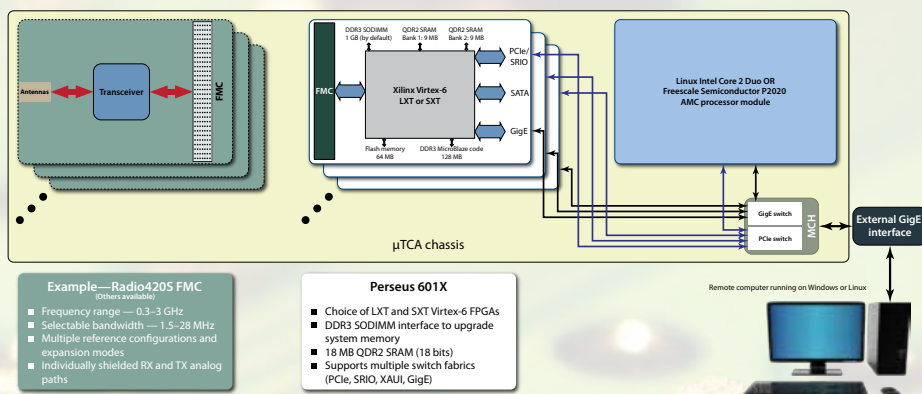 Antennas
Transceiver
FMC
DDR3 SODIMM
1 GB (by default)
QDR2 SRAM
Bank 1: 9 MB
QDR2 SRAM
Bank 2: 9 MB
FMC
Xilinx Virtex-6
LXT or SXT
PCIe/
SRIO
SATA
GigE
Flash memory
64 MB
DDR3 MicroBlaze code
128 MB
Linux Intel Core 2 Duo OR
Freescale Semiconductor P2020
AMC processor module
GigE switch
PCIe switch
MCH
External GigE
interface
µTCA chassis
Example—Radio420S FMC
(Others available)
Frequency range — 0.3–3 GHz
Selectable bandwidth — 1.5–28 MHz
Multiple reference configurations and
expansion modes
Individually shielded RX and TX analog
paths
Perseus 601X
Choice of LXT and SXT Virtex-6 FPGAs
DDR3 SODIMM interface to upgrade
system memory
18 MB QDR2 SRAM (18 bits)
Supports multiple switch fabrics
(PCIe, SRIO, XAUI, GigE)
Remote computer running on Windows or Linux